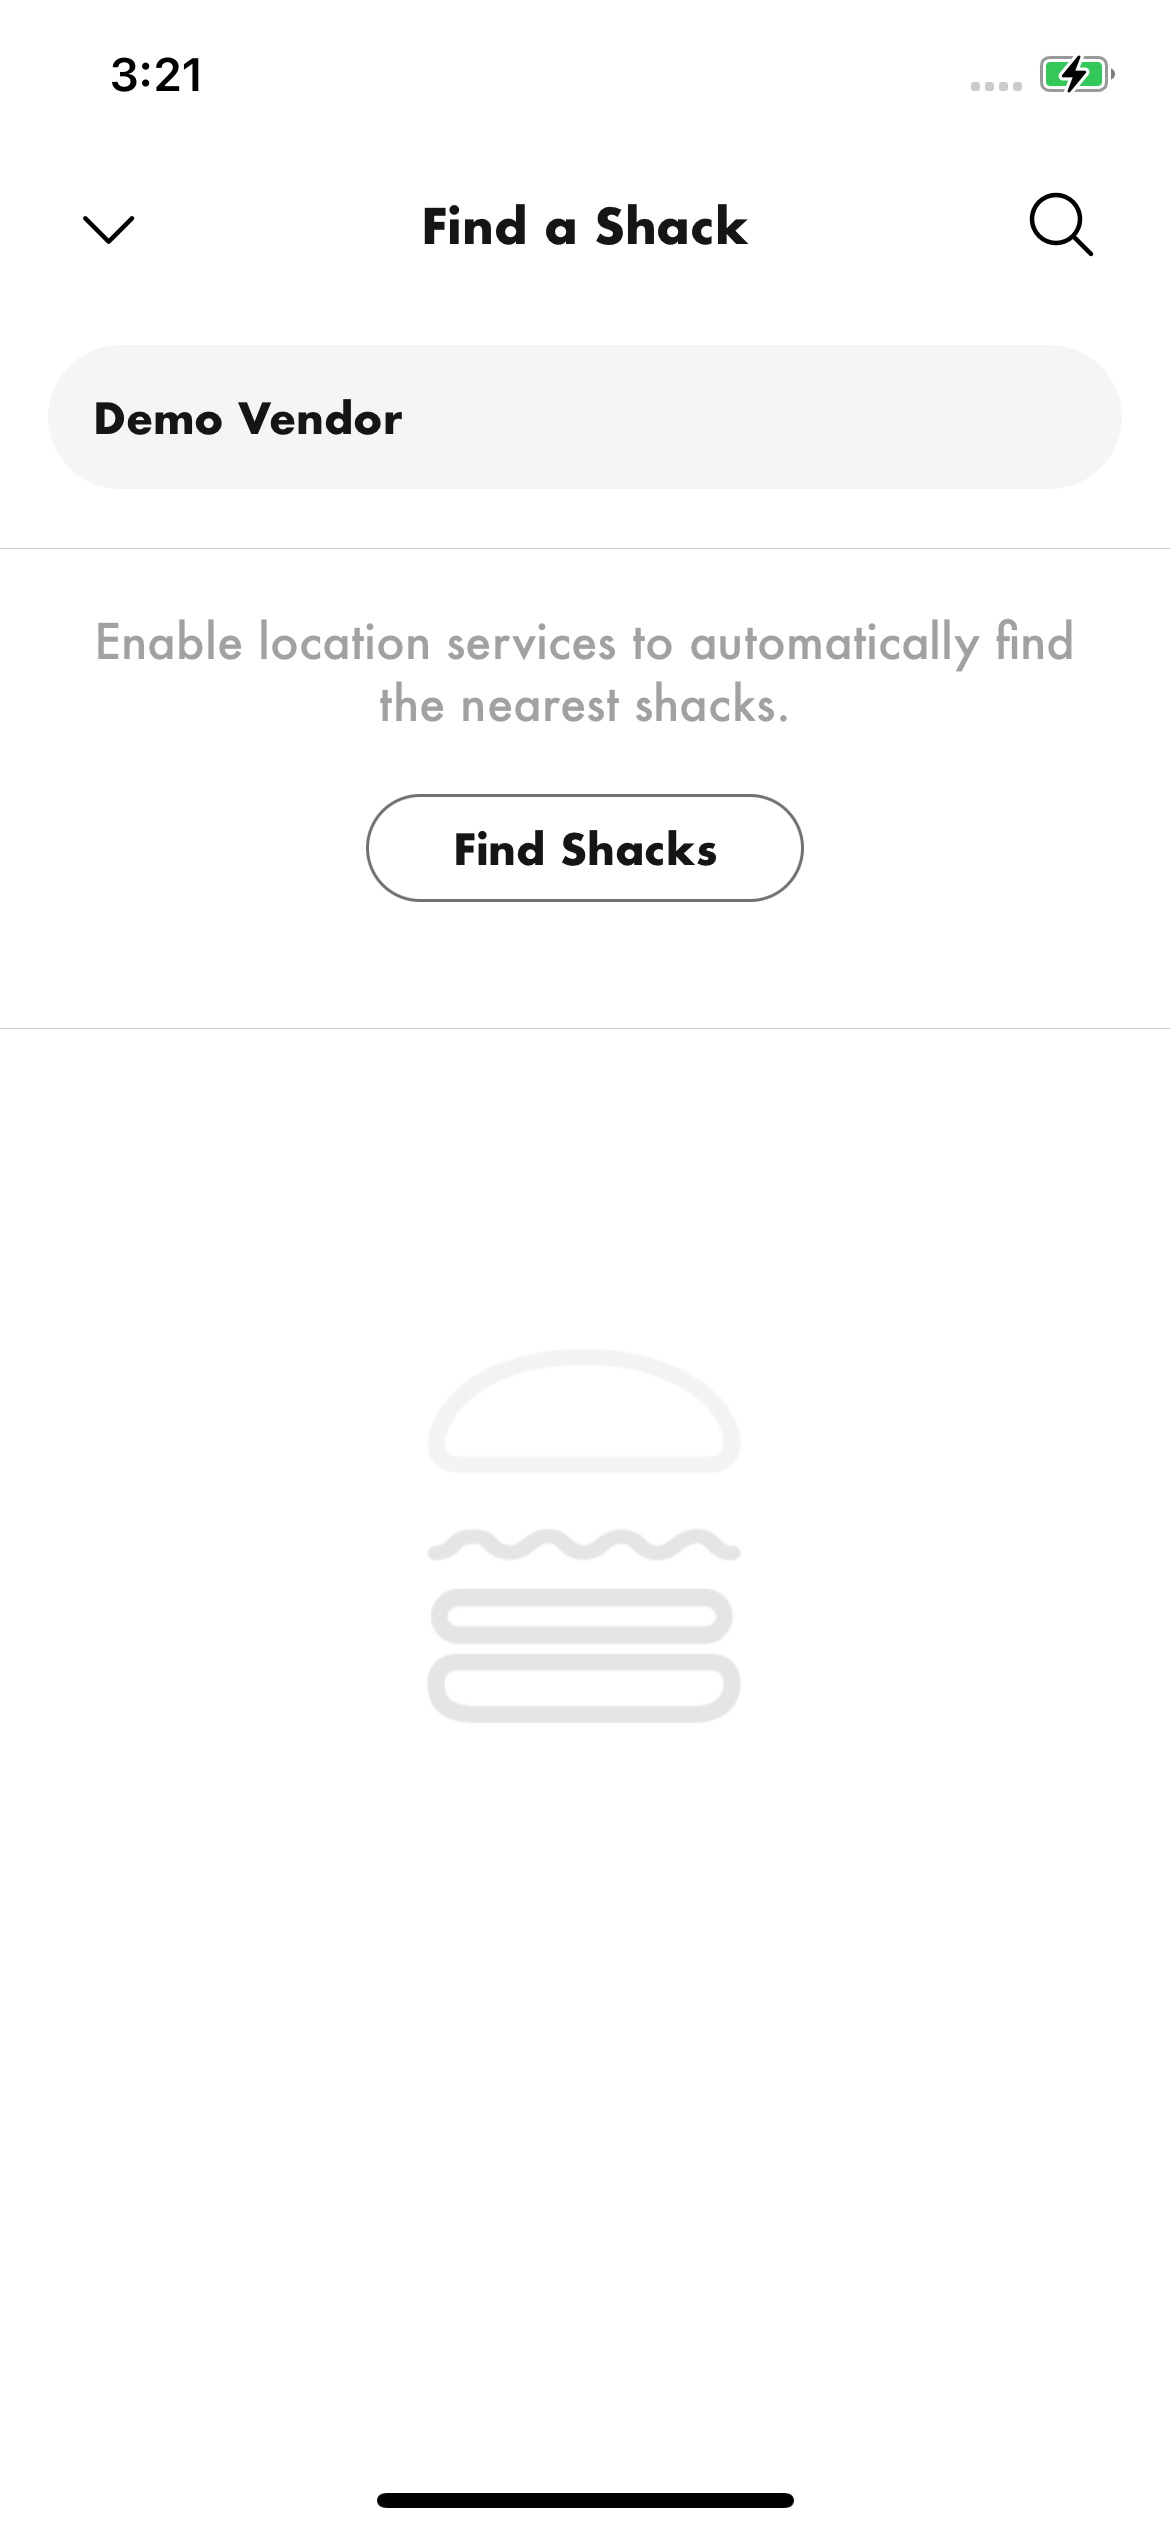 3:21
Find a Shack
Demo Vendor
Enable location services to automatically find
the nearest shacks.
Find Shacks